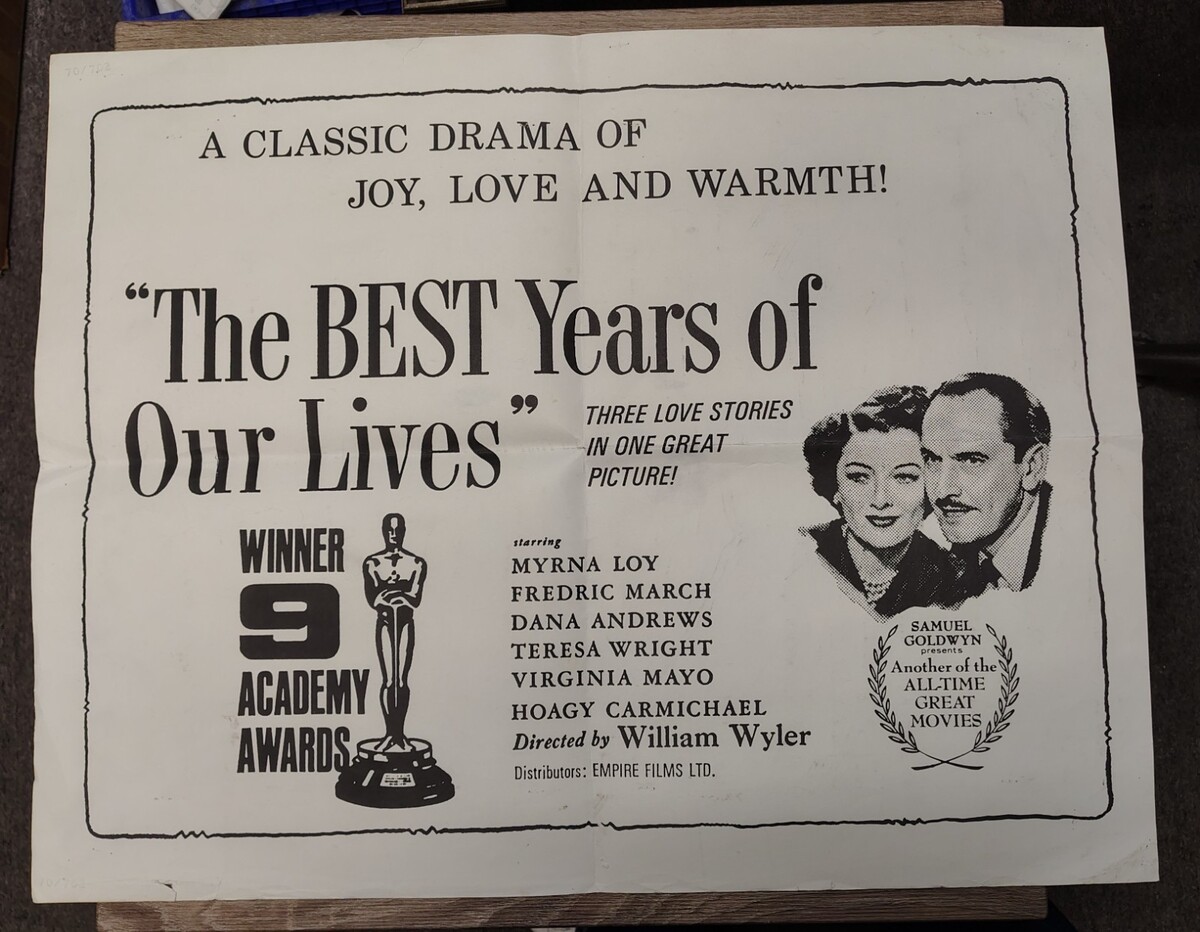 A CLASSIC DRAMA OF
JOY, LOVE AND WARMTH!
“The BEST Years of
Our Lives”
THREE LOVE STORIES
IN ONE GREAT
PICTURE!
WINNER
9
ACADEMY
AWARDS
starring
MYRNA LOY
FREDRIC MARCH
DANA ANDREWS
TERESA WRIGHT
VIRGINIA MAYO
HOAGY CARMICHAEL
Directed by William Wyler
Distributors: EMPIRE FILMS LTD.
SAMUEL
GOLDWYN
presents
Another of the
ALL-TIME
GREAT
MOVIES